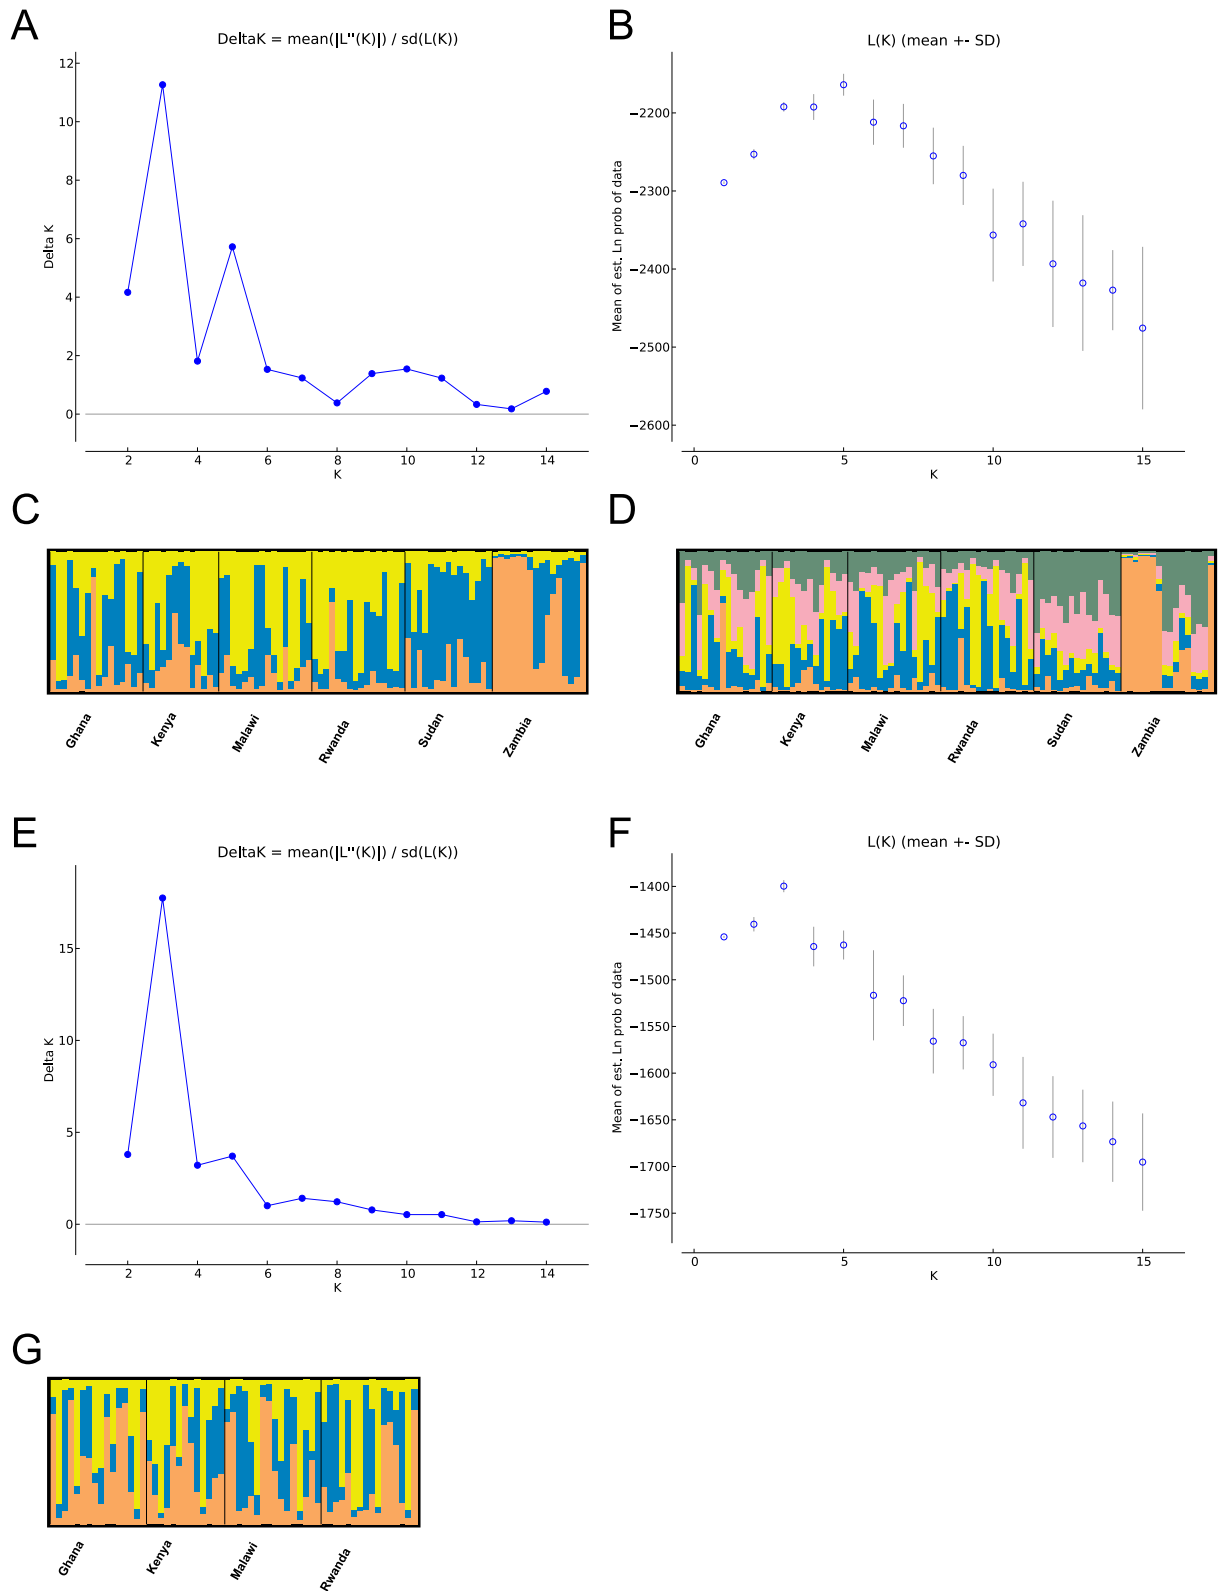 A
DeltaK = mean(|L"(K)|) / sd(L(K))
12
10
8
6
4
2
0
Delta K
2 4 6 8 10 12 14
K
B
L(K) (mean +- SD)
−2200
−2300
−2400
−2500
−2600
Mean of est. Ln prob of data
0 5 10 15
K
C
Ghana Kenya Malawi Rwanda Sudan Zambia
D
Ghana Kenya Malawi Rwanda Sudan Zambia
E
DeltaK = mean(|L"(K)|) / sd(L(K))
15
10
5
0
Delta K
2 4 6 8 10 12 14
K
F
L(K) (mean +- SD)
−1400
−1450
−1500
−1550
−1600
−1650
−1700
−1750
Mean of est. Ln prob of data
0 5 10 15
K
G
Ghana Kenya Malawi Rwanda